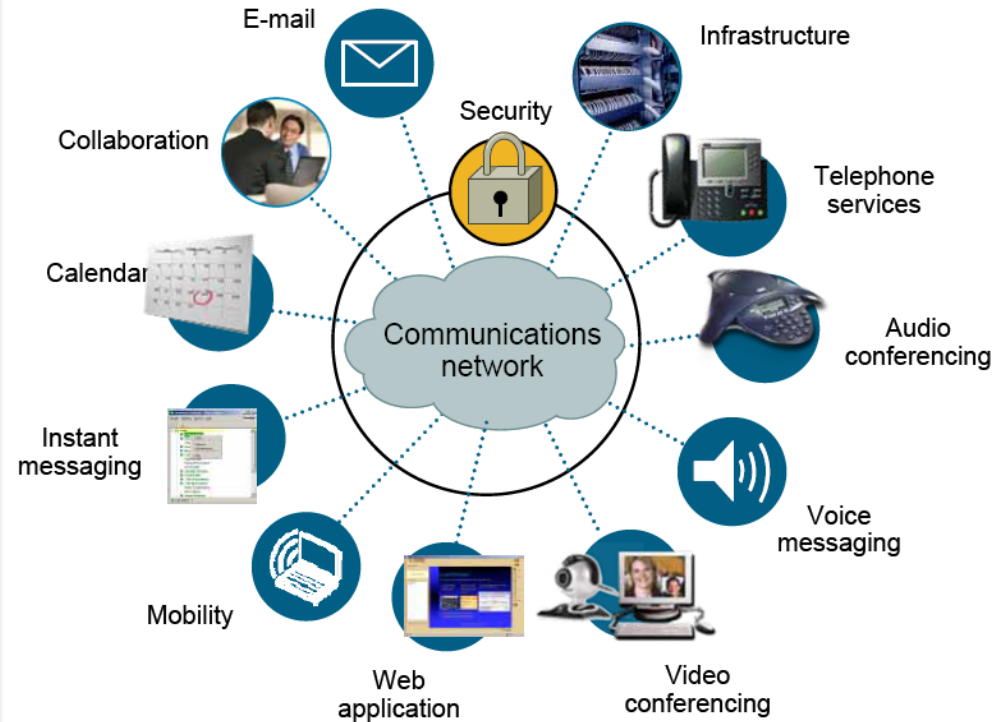 E-mail
Infrastructure
Security
Collaboration
Telephone
services
Calendar
Communications
network
Audio
conferencing
Instant
messaging
Voice
messaging
Mobility
Web
application
Video
conferencing